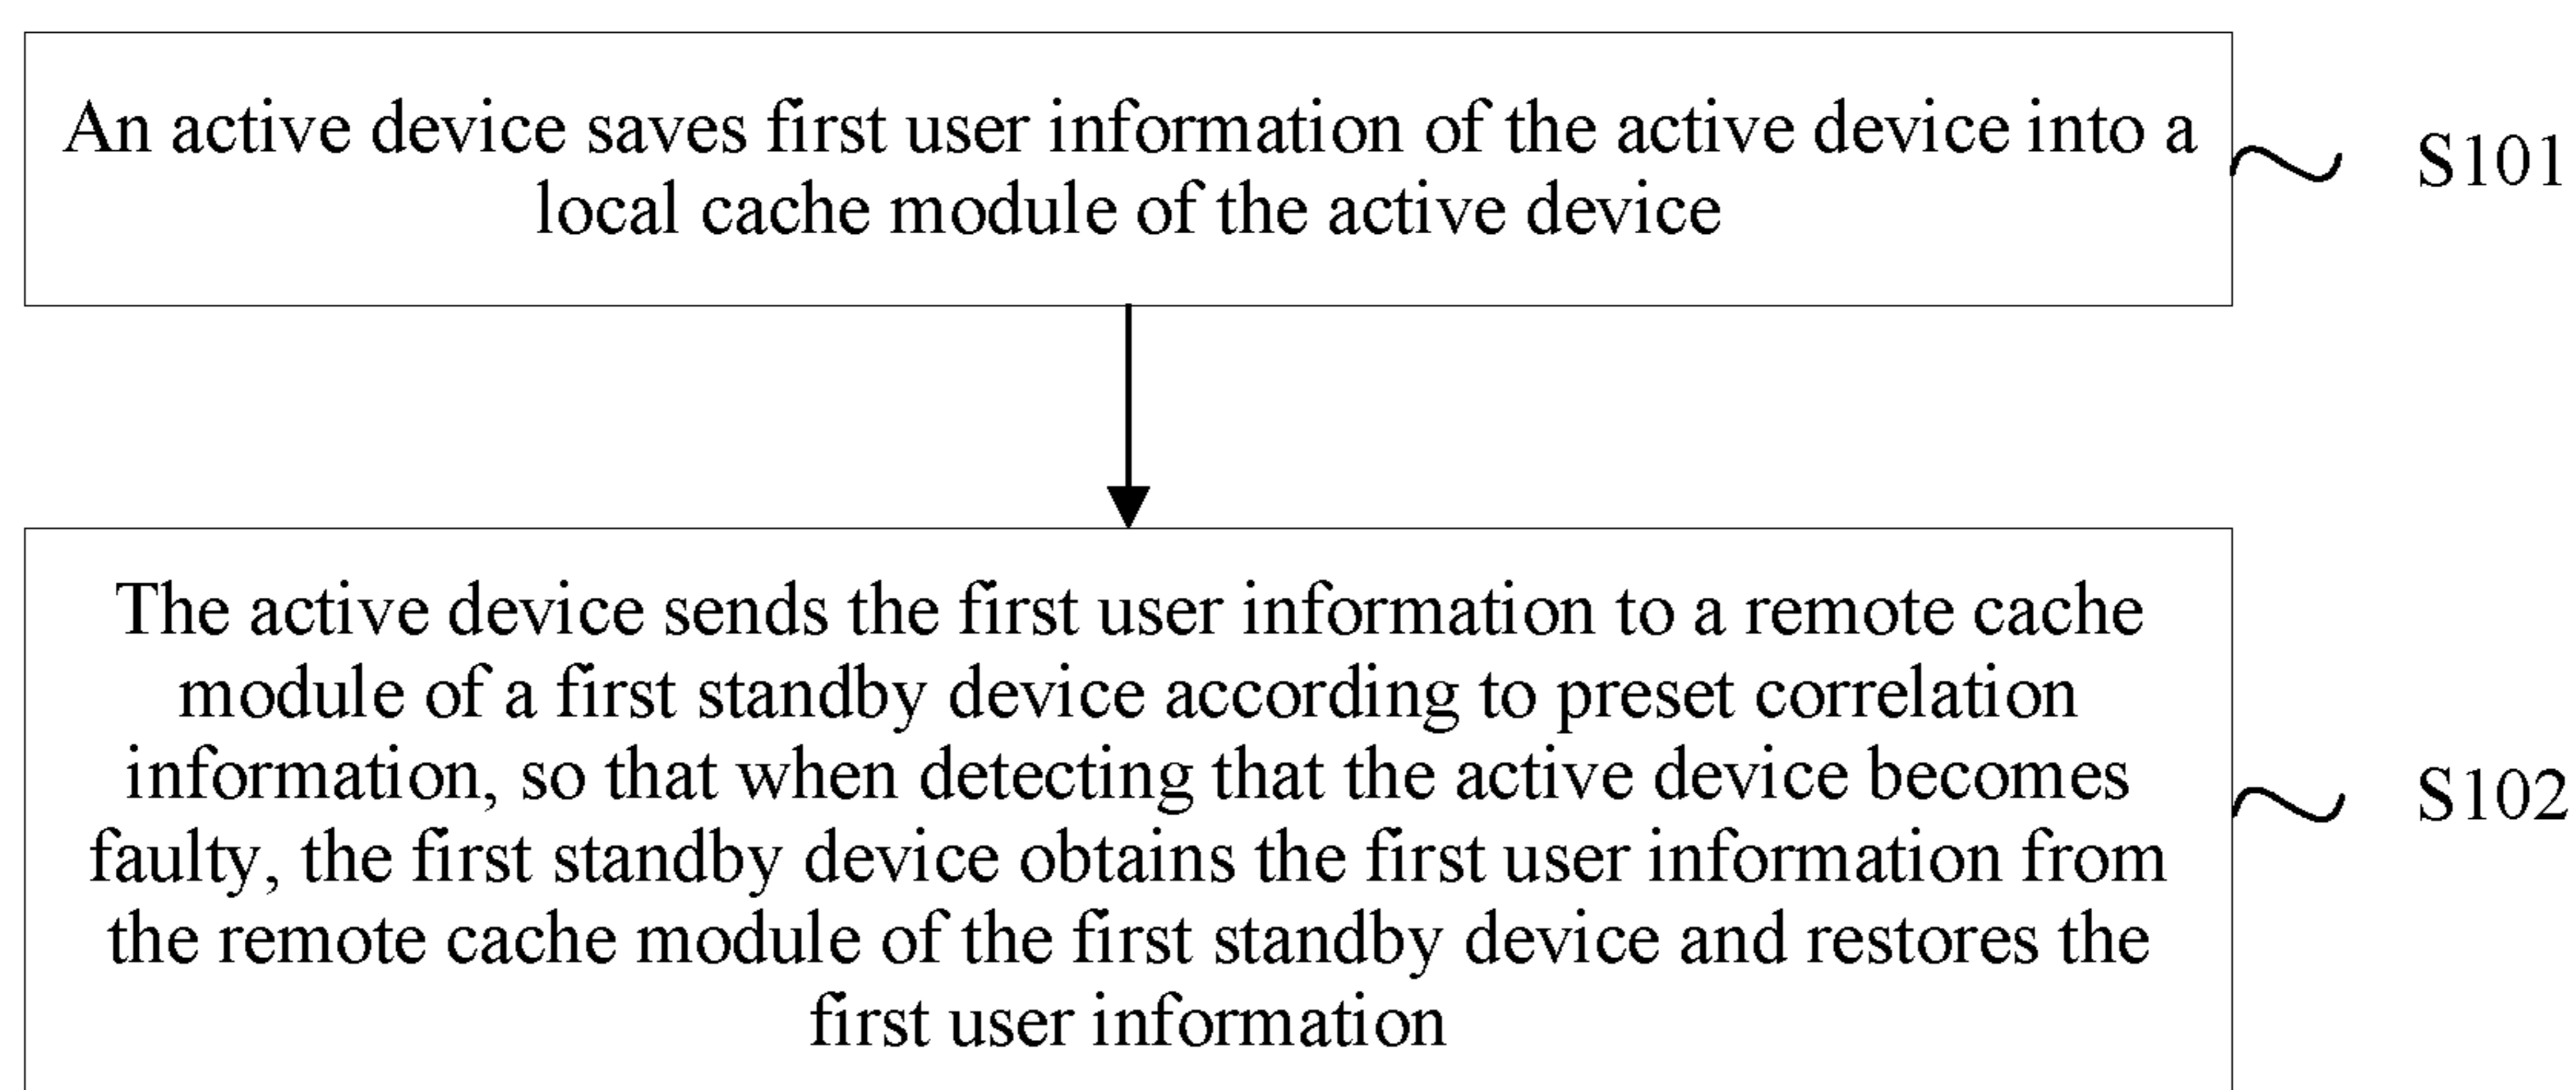 An active device saves first user information of the active device into a
local cache module of the active device
S101
The active device sends the first user information to a remote cache
module of a first standby device according to preset correlation
information, so that when detecting that the active device becomes
faulty, the first standby device obtains the first user information from
the remote cache module of the first standby device and restores the
first user information
S102